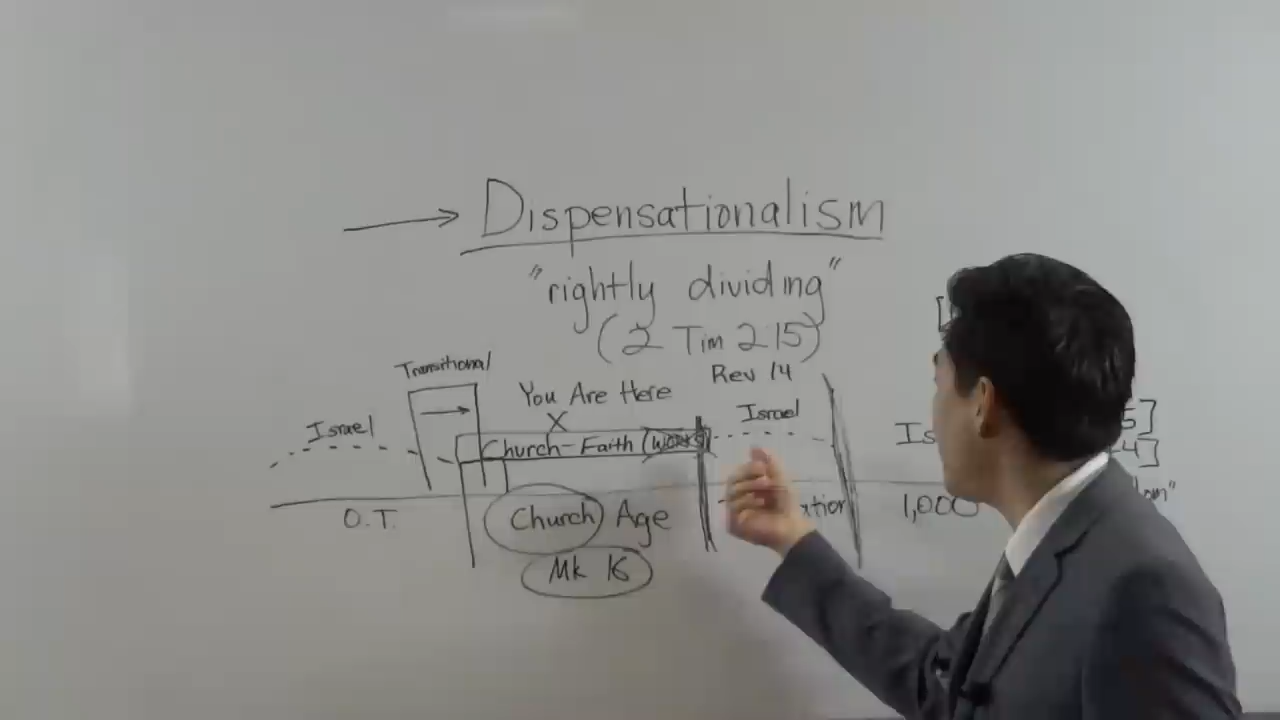 Dispensationalism
"rightly dividing"
(2 Tim 2:15)
Transitional
You Are Here
X
Rev 14
Israel
Church - Faith (works)
Israel
O.T.
Church Age
Mk 16
1,000